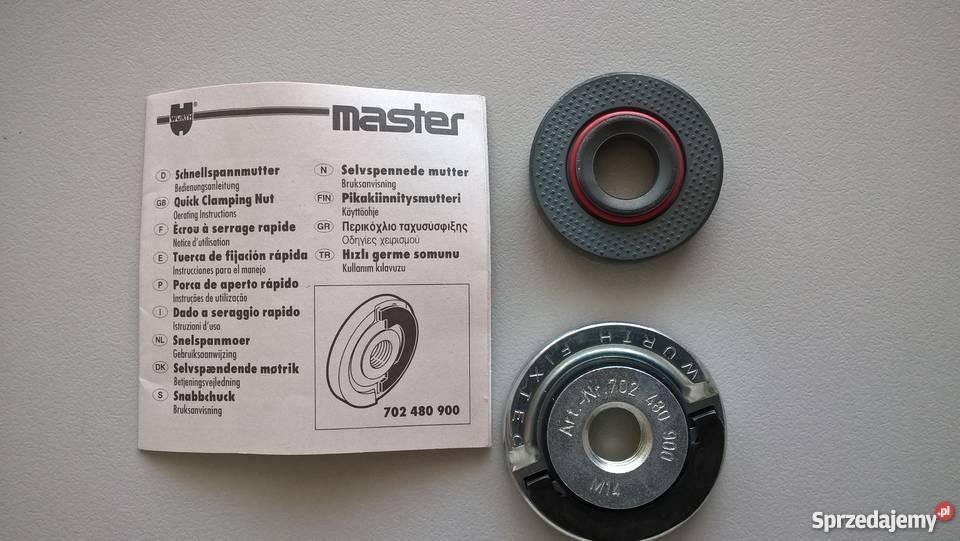 WÜRTH®
master
D Schnellspannmutter
Bedienungsanleitung
GB Quick Clamping Nut
Oerating Instructions
F Ècrou à serrage rapide
Notice d'utilisation
E Tuerca de fijación rápida
Instrucciones para el manejo
P Porca de aperto rápido
Instruções de utilização
I Dado a seraggio rapido
Istruzioni d'uso
NL Snelspanmoer
Gebruiksaanwijzing
DK Selvspændende møtrik
Betjeningsvejledning
S Snabbchuck
Bruksanvisning
N Selvspennede mutter
Bruksanvisning
FIN Pikakiinnitysmutteri
Käyttöohje
GR Περικόχλιο ταχυσύσφιξης
Οδηγίες χειρισμού
TR Hızlı germe somunu
Kullanım kılavuzu
702 480 900
WÜRTH FIXTEC
Art.-Nr. 702 480 900
M14
Sprzedajemy.pl